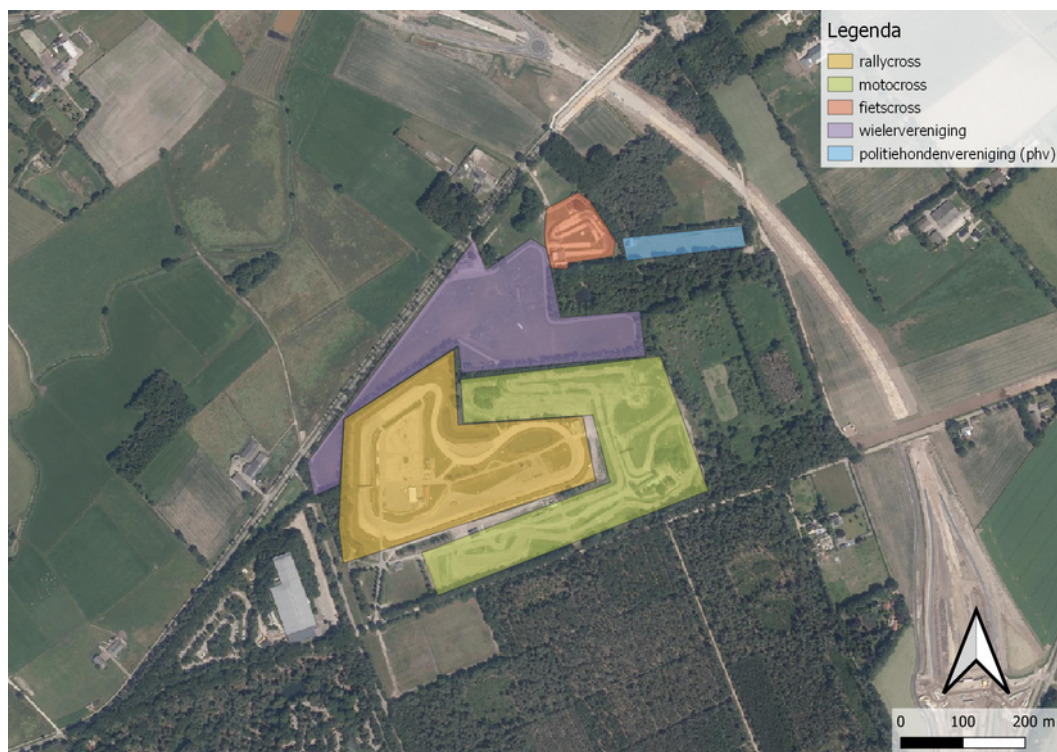 Legenda
rallycross
motocross
fietscross
wielervereniging
politiehondenvereniging (phv)
0 100 200 m